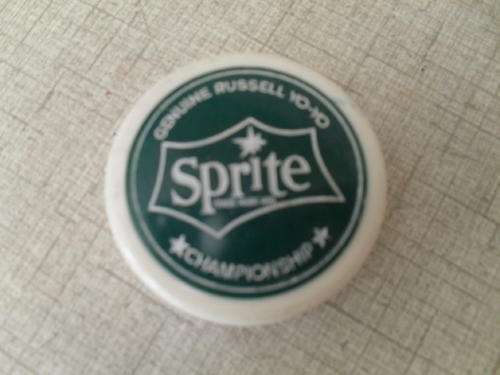 GENUINE RUSSELL YO-YO
Sprite
CHAMPIONSHIP